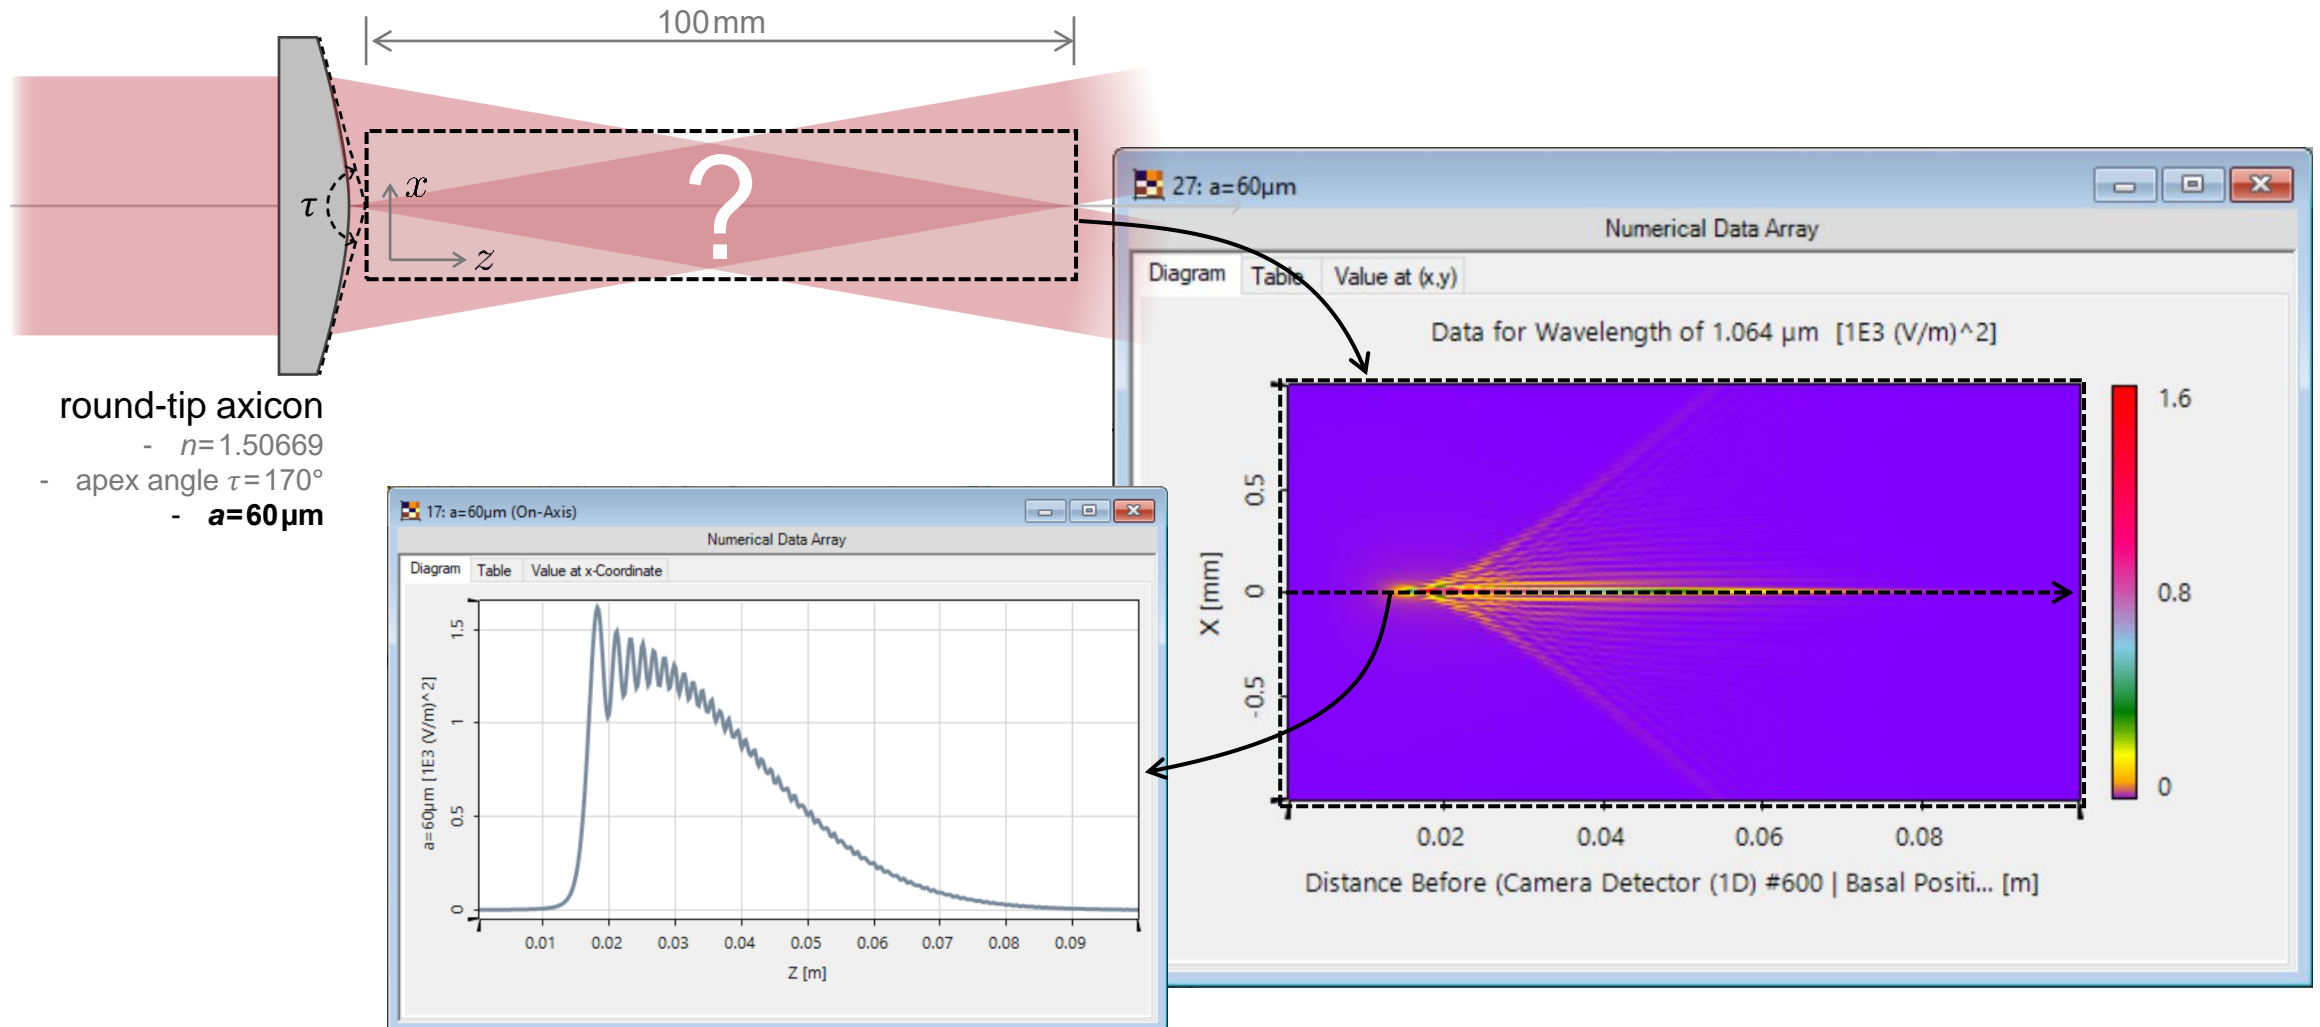 100 mm
τ
x
z
?
round-tip axicon
- n=1.50669
- apex angle τ=170°
- a=60µm
27: a=60µm
Numerical Data Array
Diagram
Table
Value at (x,y)
Data for Wavelength of 1.064 µm [1E3 (V/m)^2]
X [mm]
0.5
0
-0.5
0.02
0.04
0.06
0.08
Distance Before (Camera Detector (1D) #600 | Basal Positi... [m]
1.6
0.8
0
17: a=60µm (On-Axis)
Numerical Data Array
Diagram
Table
Value at x-Coordinate
a=60µm [1E3 (V/m)^2]
1.5
1
0.5
0
0.01
0.02
0.03
0.04
0.05
0.06
0.07
0.08
0.09
Z [m]